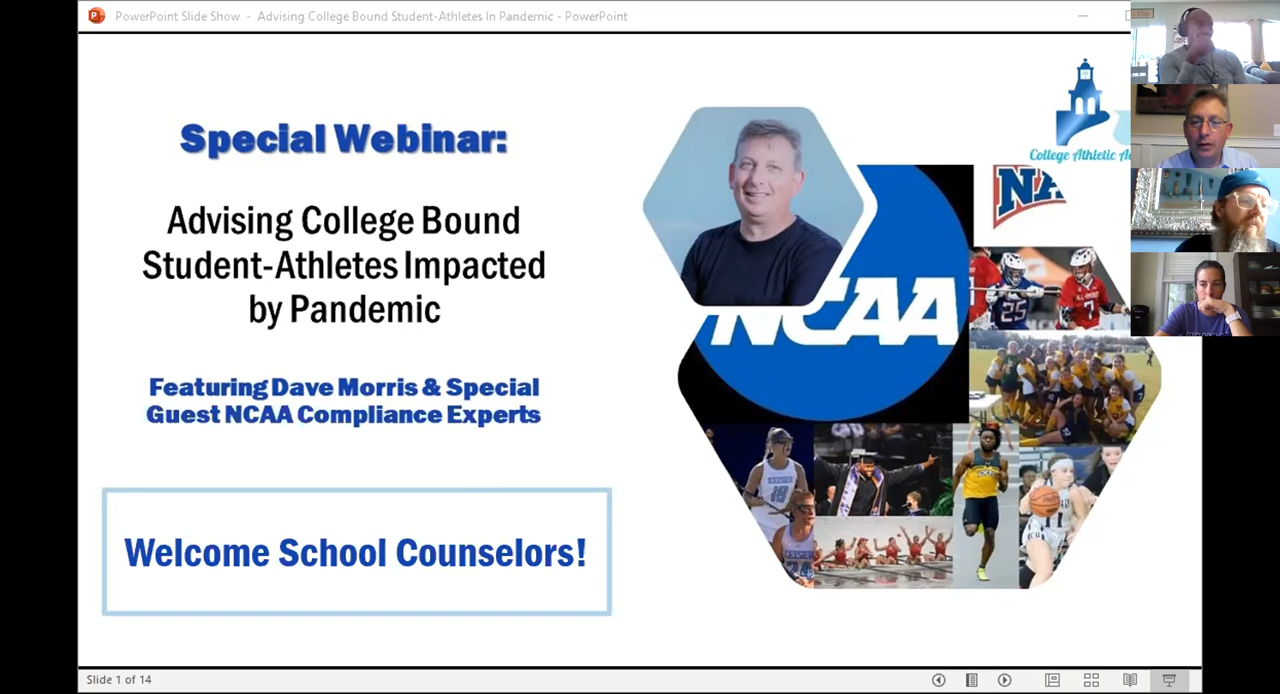 PowerPoint Slide Show - Advising College Bound Student-Athletes In Pandemic - PowerPoint
Special Webinar:
Advising College Bound
Student-Athletes Impacted
by Pandemic
Featuring Dave Morris & Special
Guest NCAA Compliance Experts
Welcome School Counselors!
College Athletic
NCAA
25
7
Slide 1 of 14